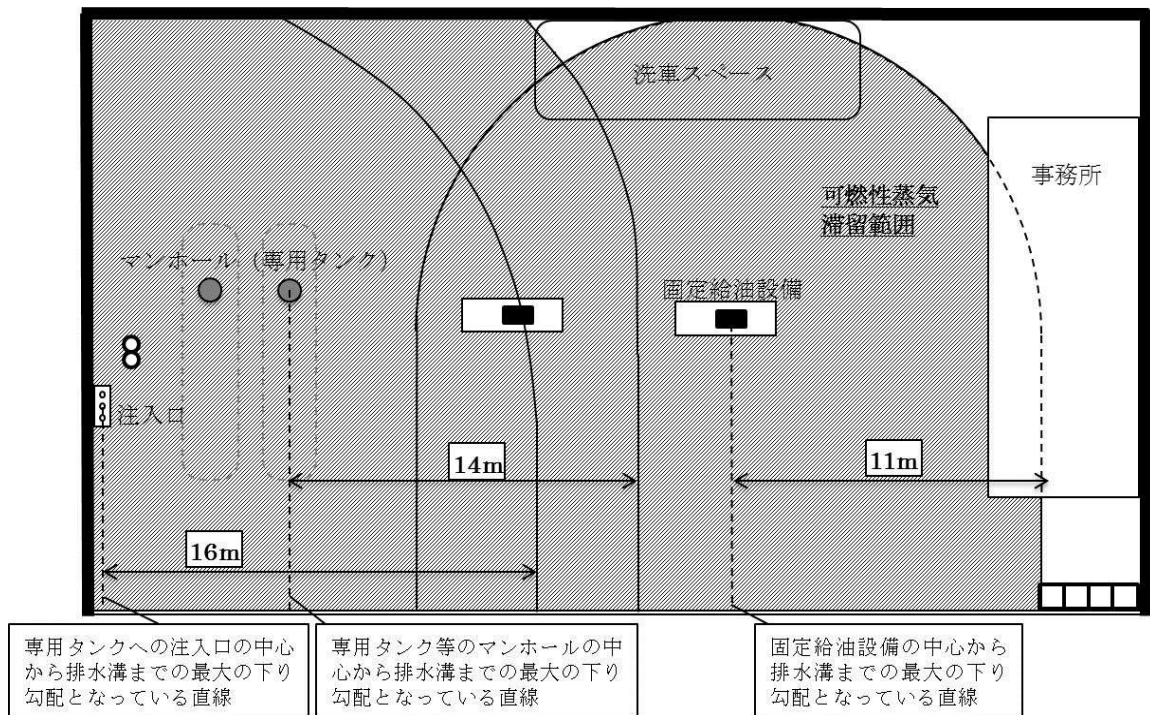 洗車スペース
事務所
可燃性蒸気
滞留範囲
マンホール（専用タンク）
固定給油設備
注入口
14m
11m
16m
専用タンクへの注入口の中心
から排水溝までの最大の下り
勾配となっている直線
専用タンク等のマンホールの中
心から排水溝までの最大の下り
勾配となっている直線
固定給油設備の中心から
排水溝までの最大の下り
勾配となっている直線